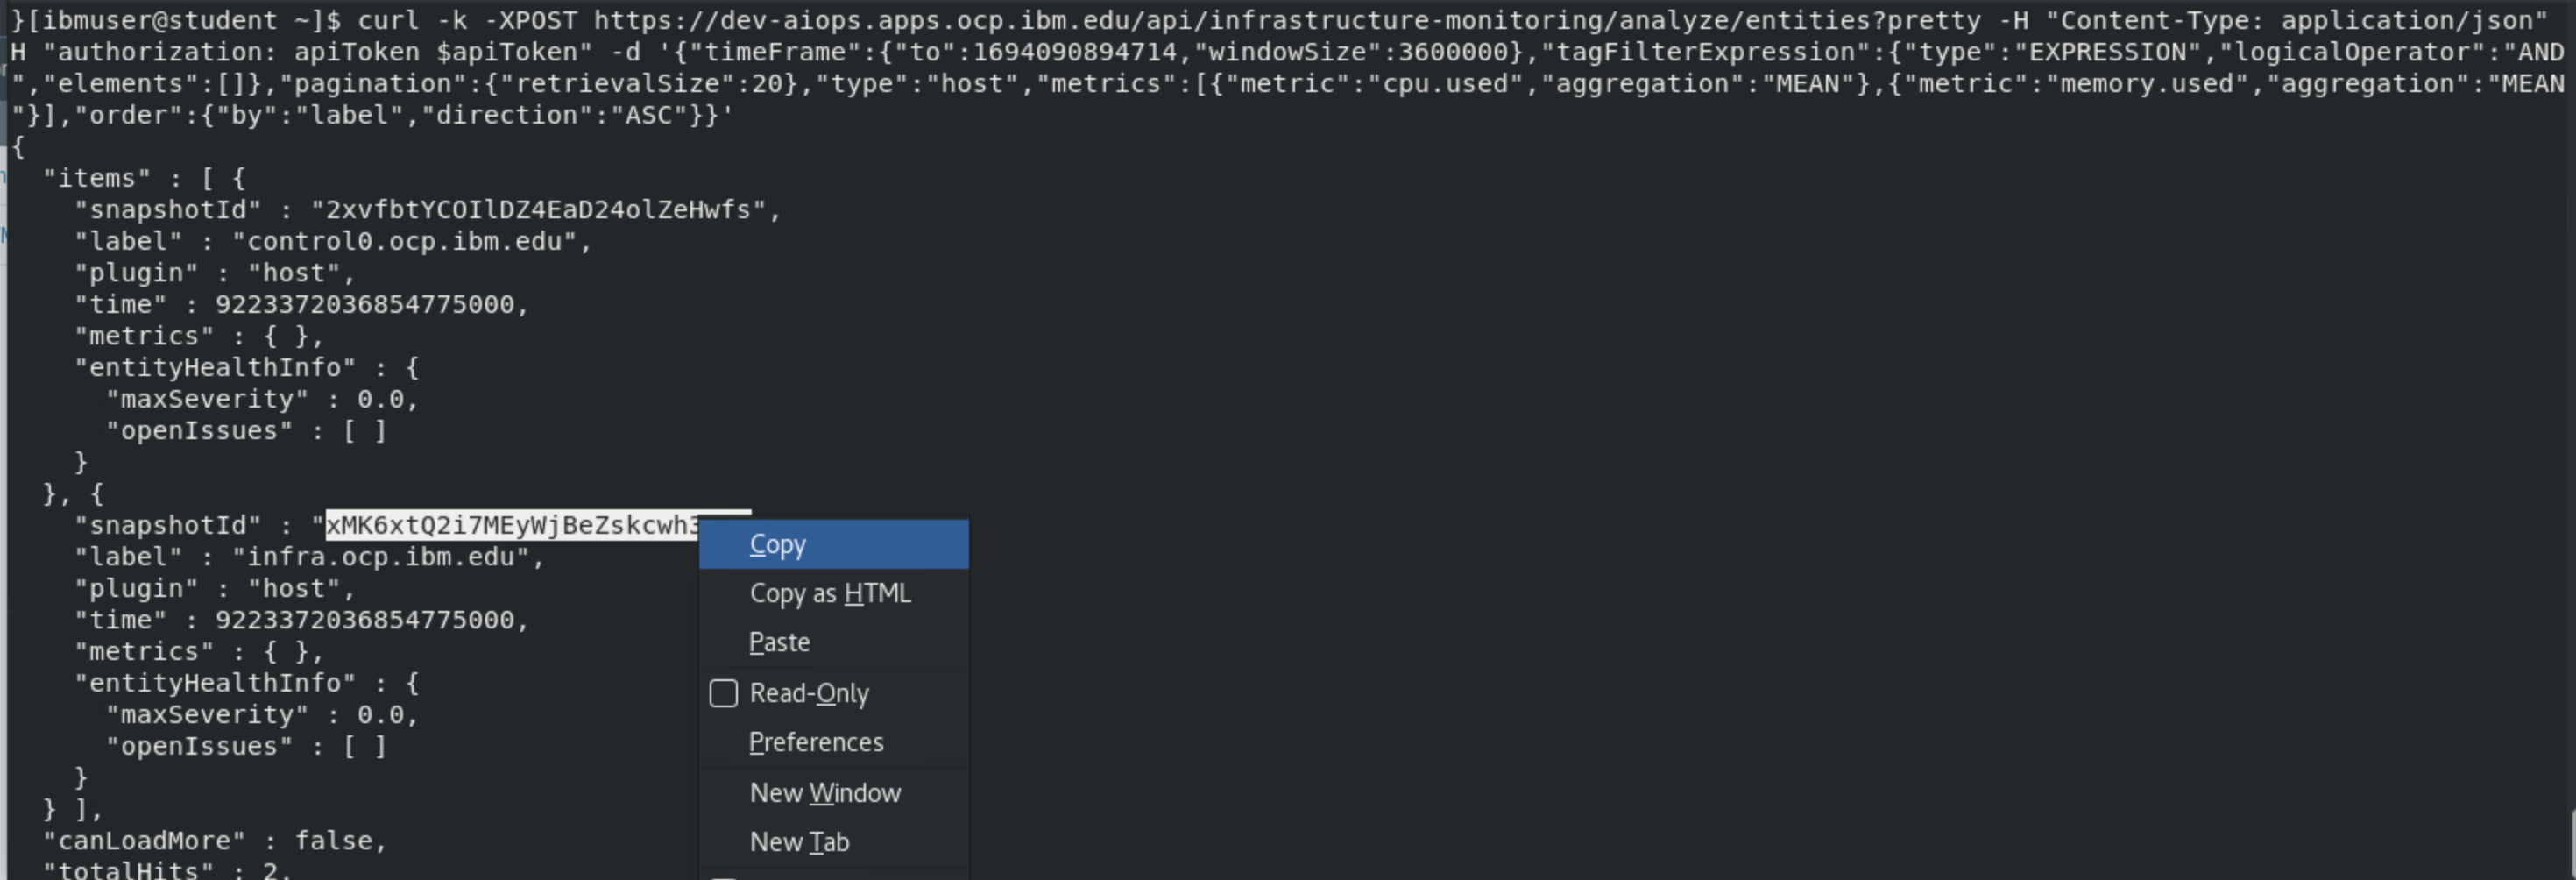 }[ibmuser@student ~]$ curl -k -XPOST https://dev-aiops.apps.ocp.ibm.edu/api/infrastructure-monitoring/analyze/entities?pretty -H "Content-Type: application/json"
H "authorization: apiToken $apiToken" -d '{"timeFrame":{"to":1694090894714,"windowSize":3600000},"tagFilterExpression":{"type":"EXPRESSION","logicalOperator":"AND
","elements":[]},"pagination":{"retrievalSize":20},"type":"host","metrics":[{"metric":"cpu.used","aggregation":"MEAN"},{"metric":"memory.used","aggregation":"MEAN
"}],"order":{"by":"label","direction":"ASC"}}'
{
"items" : [ {
"snapshotId" : "2xvfbtYCOIlDZ4EaD24olZeHwfs",
"label" : "control0.ocp.ibm.edu",
"plugin" : "host",
"time" : 9223372036854775000,
"metrics" : { },
"entityHealthInfo" : {
"maxSeverity" : 0.0,
"openIssues" : [ ]
}
}, {
"snapshotId" : "xMK6xtQ2i7MEyWjBeZskcwh3
"label" : "infra.ocp.ibm.edu",
"plugin" : "host",
"time" : 9223372036854775000,
"metrics" : { },
"entityHealthInfo" : {
"maxSeverity" : 0.0,
"openIssues" : [ ]
}
} ],
"canLoadMore" : false,
"totalHits" : 2,
Copy
Copy as HTML
Paste
Read-Only
Preferences
New Window
New Tab